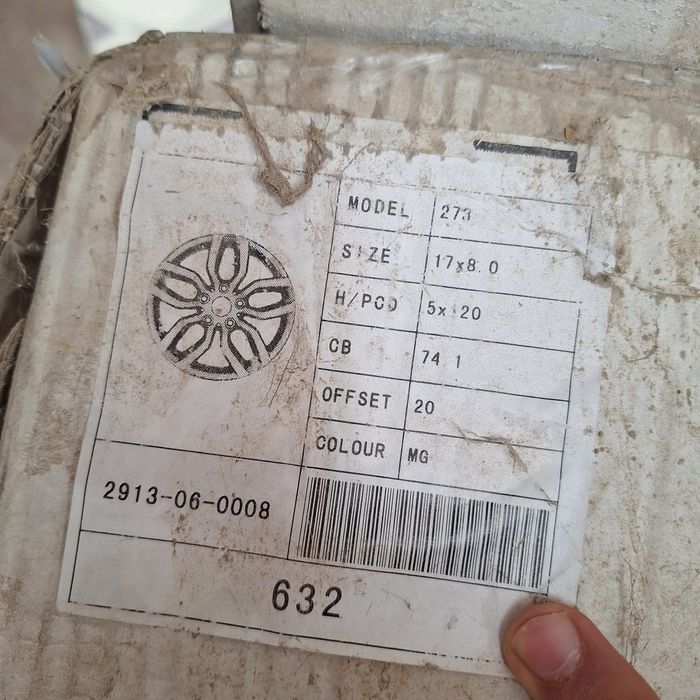 MODEL 273
SIZE 17x8.0
H/PCD 5x 20
CB 74 1
OFFSET 20
COLOUR MG
2913-06-0008
632